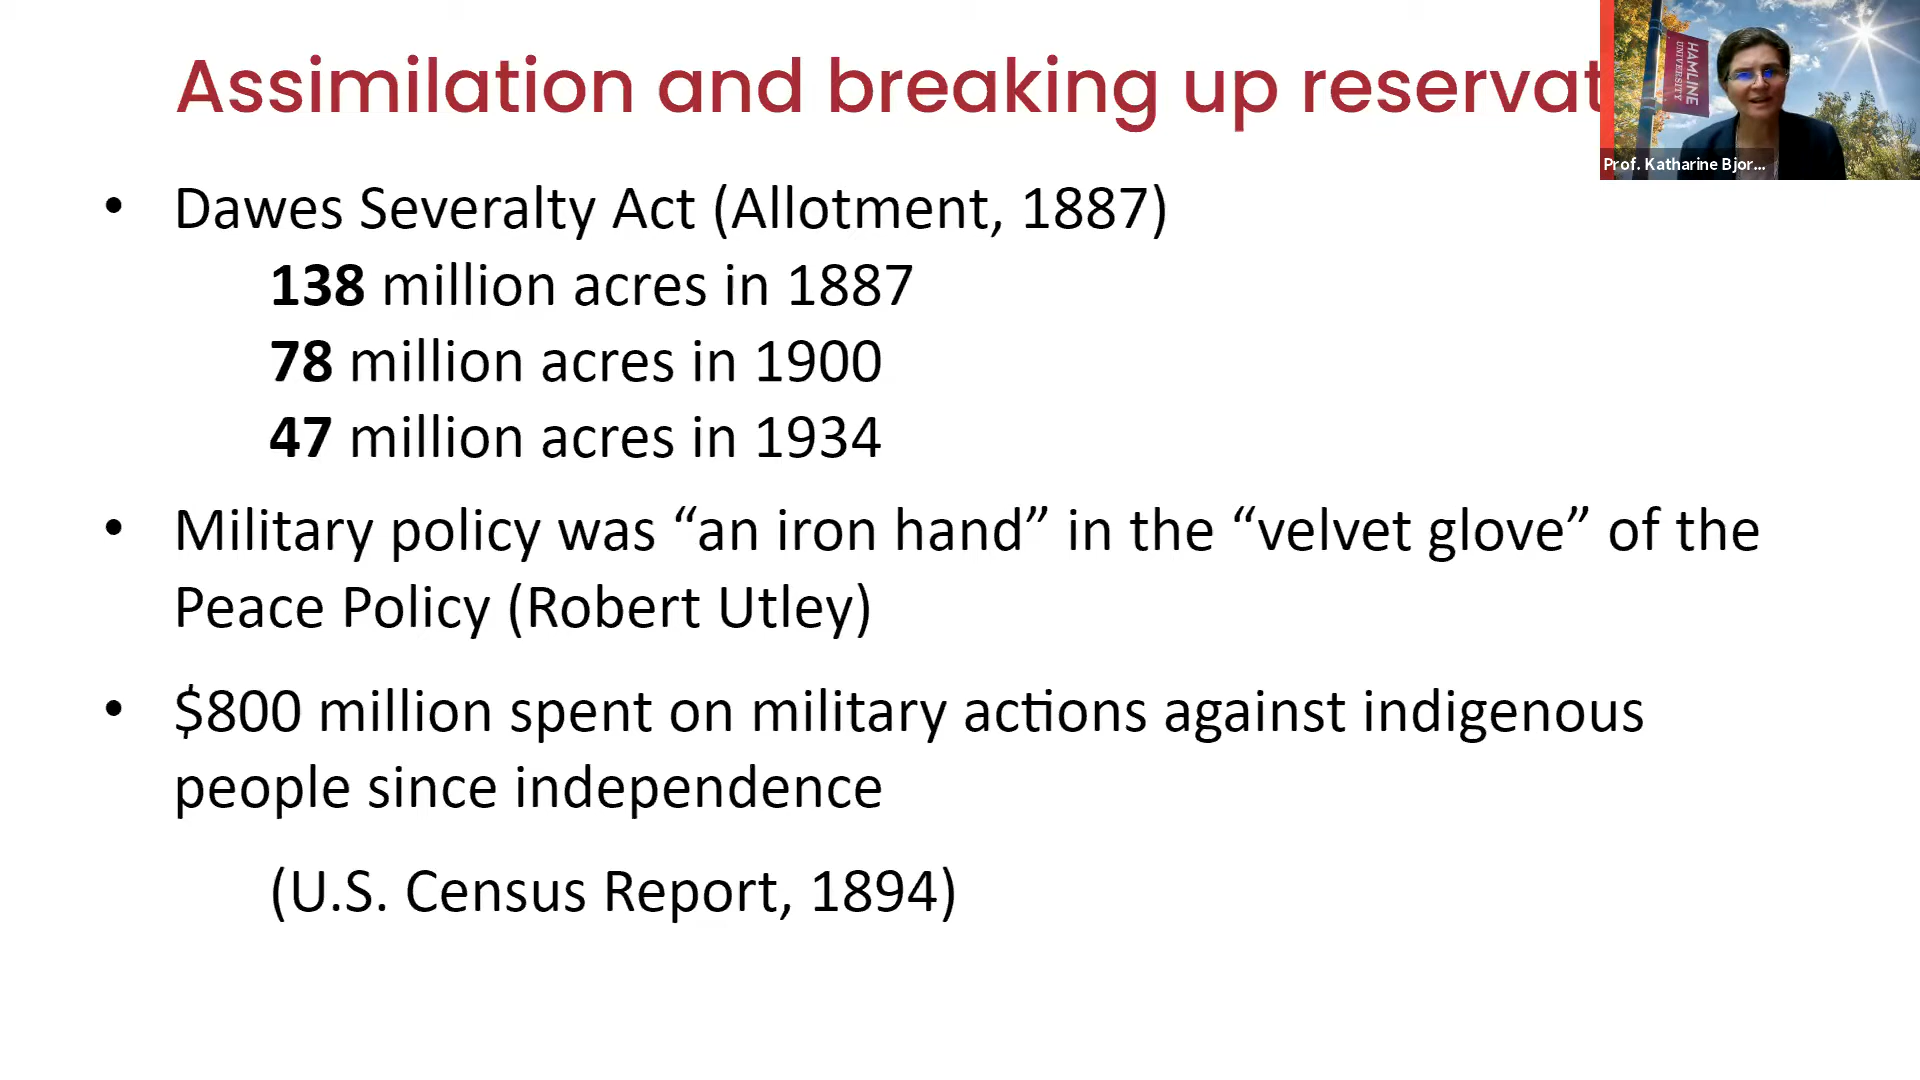 Assimilation and breaking up reservat
HAMLINE
UNIVERSITY
Prof. Katharine Bjor...
• Dawes Severalty Act (Allotment, 1887)
138 million acres in 1887
78 million acres in 1900
47 million acres in 1934
• Military policy was “an iron hand” in the “velvet glove” of the
Peace Policy (Robert Utley)
• $800 million spent on military actions against indigenous
people since independence
(U.S. Census Report, 1894)